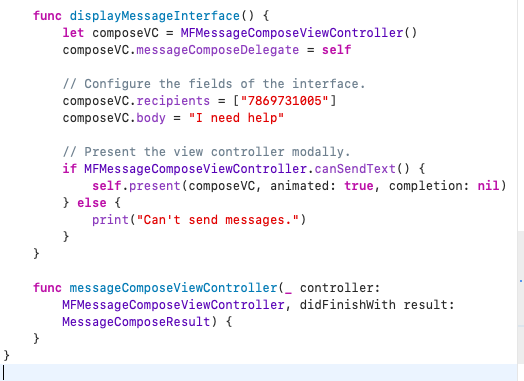 func displayMessageInterface() {
let composeVC = MFMessageComposeViewController()
composeVC.messageComposeDelegate = self
// Configure the fields of the interface.
composeVC.recipients = ["7869731005"]
composeVC.body = "I need help"
// Present the view controller modally.
if MFMessageComposeViewController.canSendText() {
self.present(composeVC, animated: true, completion: nil)
} else {
print("Can't send messages.")
}
}
func messageComposeViewController(_ controller:
MFMessageComposeViewController, didFinishWith result:
MessageComposeResult) {
}
}